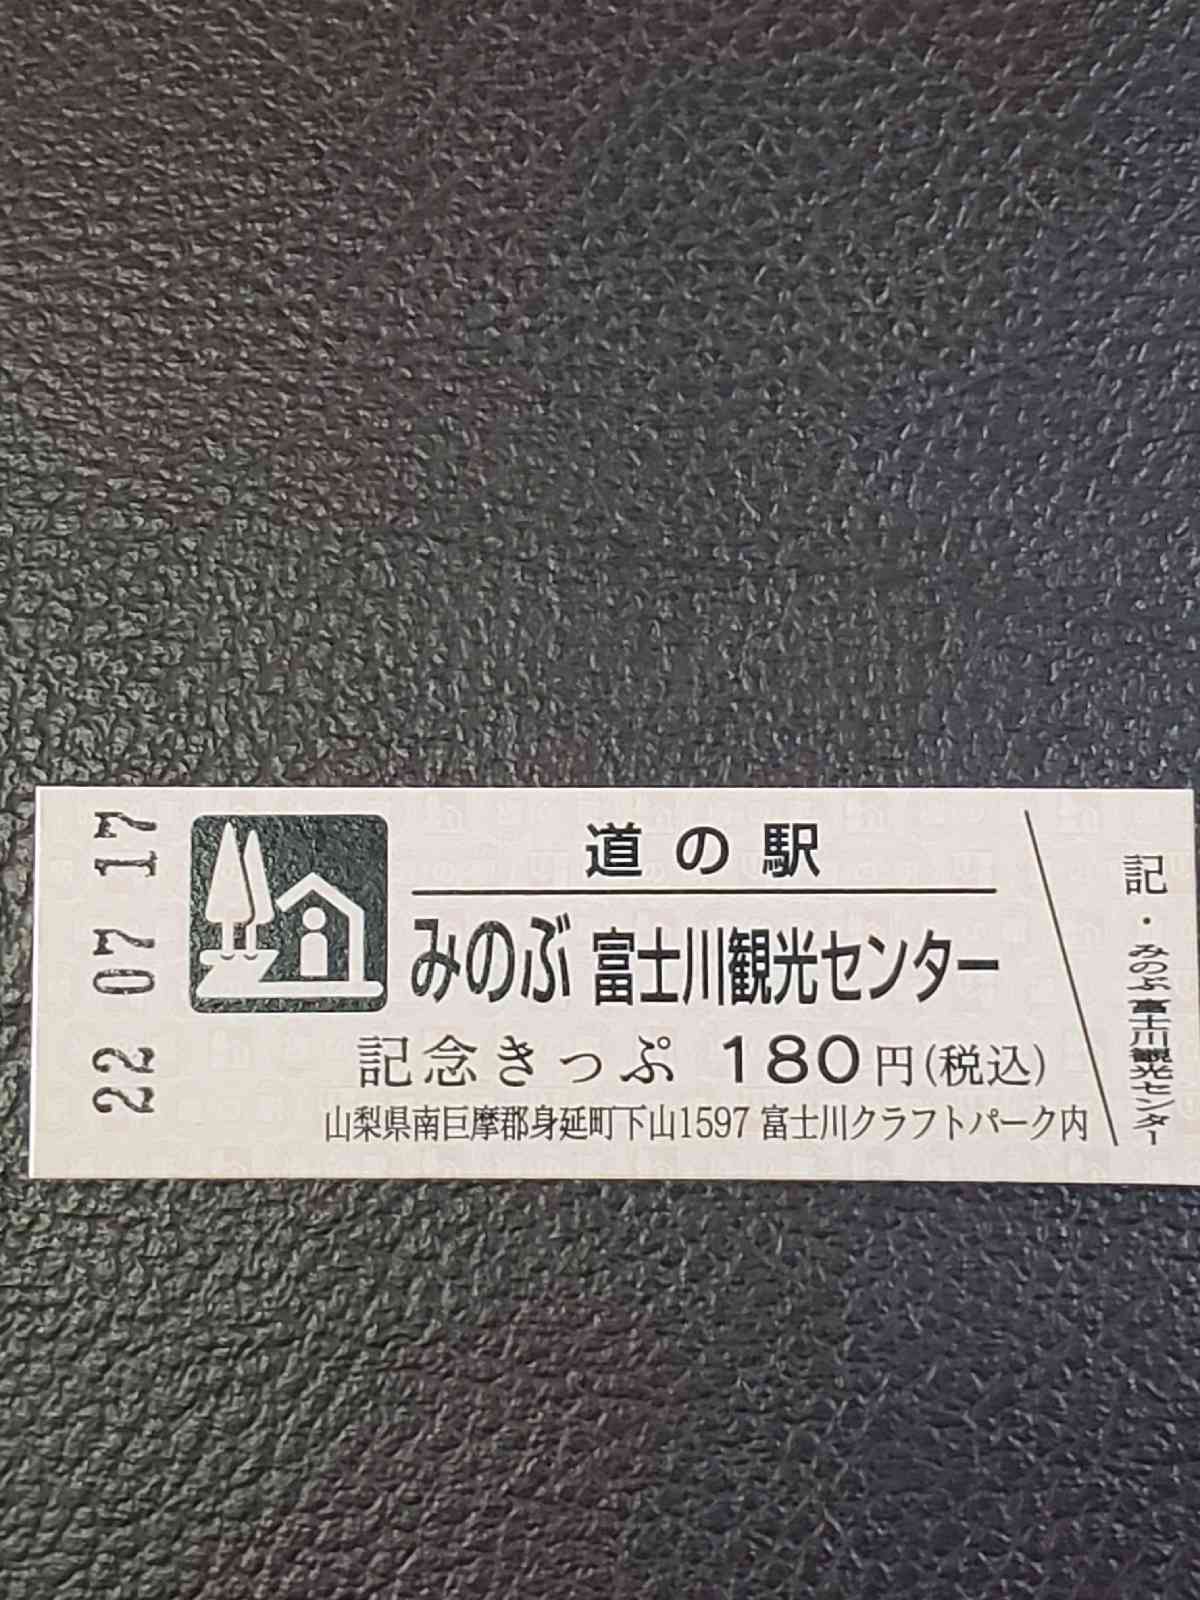 22 07 17
道の駅
みのぶ 富士川観光センター
記念きっぷ 180円(税込)
山梨県南巨摩郡身延町下山1597 富士川クラフトパーク内
記・みのぶ富士川観光センター